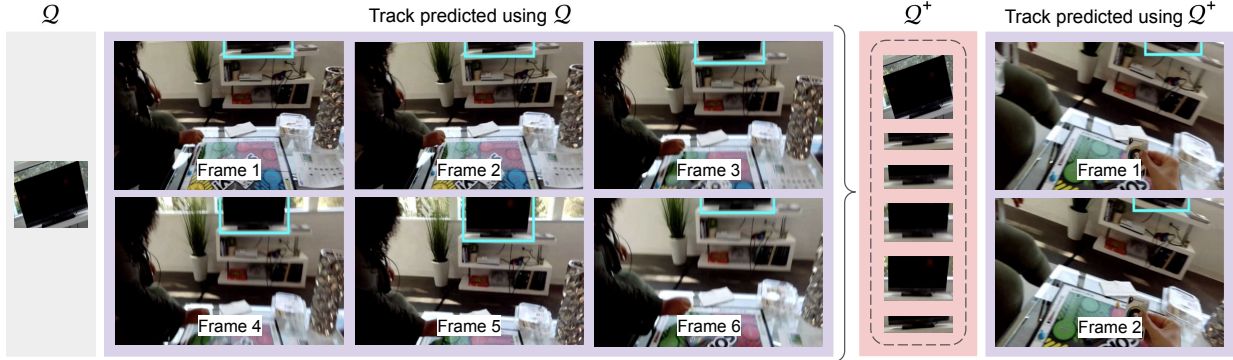 Q
Track predicted using Q
Q+
Track predicted using Q+
Frame 1
Frame 2
Frame 3
Frame 4
Frame 5
Frame 6
Frame 1
Frame 2